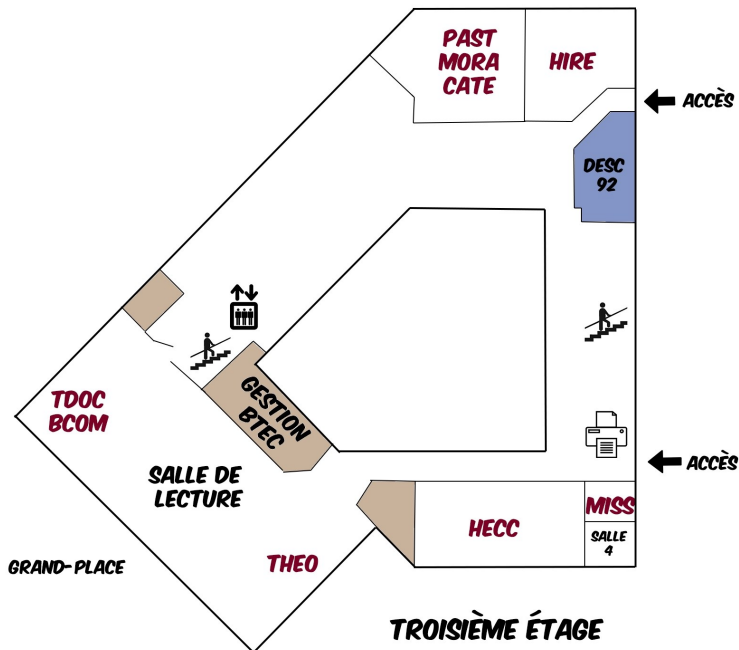 PAST
MORA
CATE
HIRE
ACCÈS
DESC
92
GESTION
BTEC
TDOC
BCOM
SALLE DE
LECTURE
ACCÈS
MISS
HECC
SALLE
4
THEO
GRAND-PLACE
TROISIÈME ÉTAGE